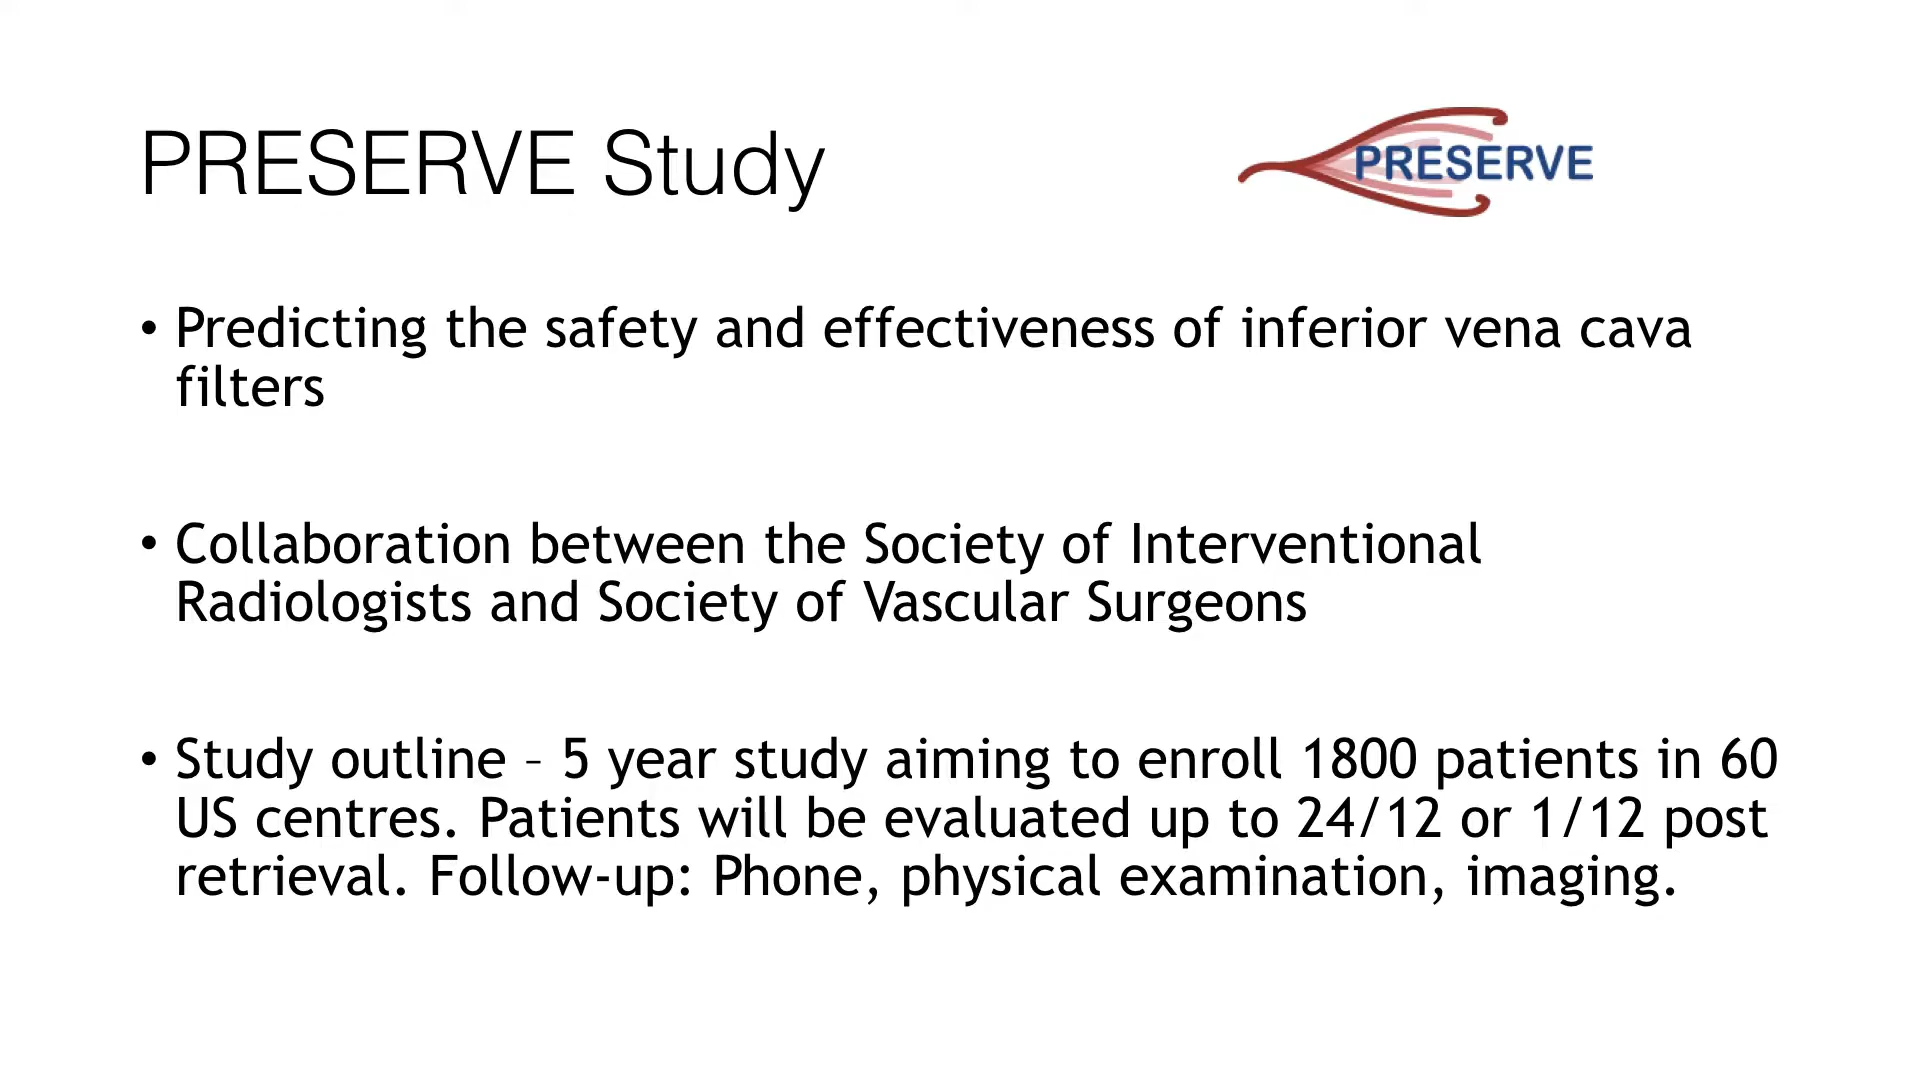 PRESERVE Study
PRESERVE
• Predicting the safety and effectiveness of inferior vena cava
filters
• Collaboration between the Society of Interventional
Radiologists and Society of Vascular Surgeons
• Study outline – 5 year study aiming to enroll 1800 patients in 60
US centres. Patients will be evaluated up to 24/12 or 1/12 post
retrieval. Follow-up: Phone, physical examination, imaging.